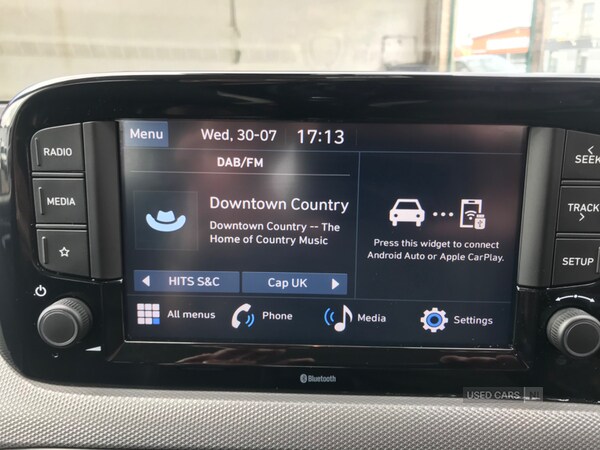 Menu
Wed, 30-07
17:13
DAB/FM
RADIO
MEDIA
Downtown Country
Downtown Country -- The
Home of Country Music
HITS S&C
Cap UK
Press this widget to connect
Android Auto or Apple CarPlay.
All menus
Phone
Media
Settings
SEEK
TRACK
SETUP
Bluetooth
USED CARS